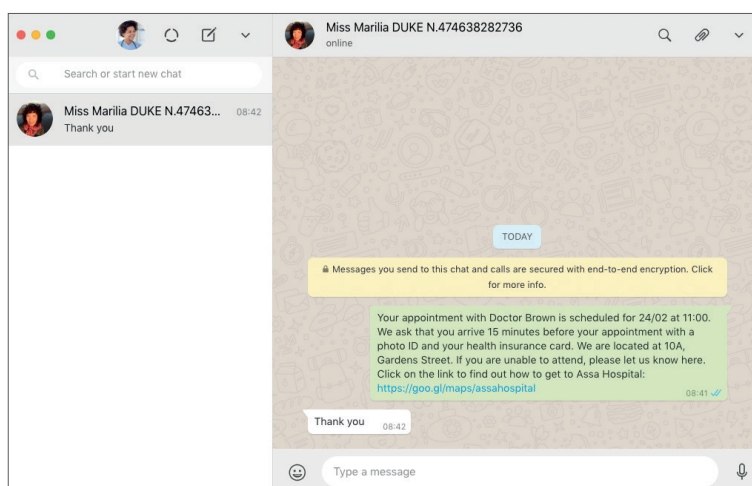 Search or start new chat
Miss Marilia DUKE N.47463... 08:42
Thank you
Miss Marilia DUKE N.474638282736
online
TODAY
Messages you send to this chat and calls are secured with end-to-end encryption. Click
for more info.
Your appointment with Doctor Brown is scheduled for 24/02 at 11:00.
We ask that you arrive 15 minutes before your appointment with a
photo ID and your health insurance card. We are located at 10A,
Gardens Street. If you are unable to attend, please let us know here.
Click on the link to find out how to get to Assa Hospital:
https://goo.gl/maps/assahospital
08:41
Thank you 08:42
Type a message